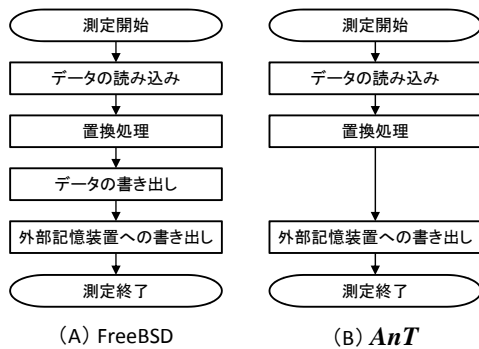 測定開始
データの読み込み
置換処理
データの書き出し
外部記憶装置への書き出し
測定終了
(A) FreeBSD
測定開始
データの読み込み
置換処理
外部記憶装置への書き出し
測定終了
(B) AnT